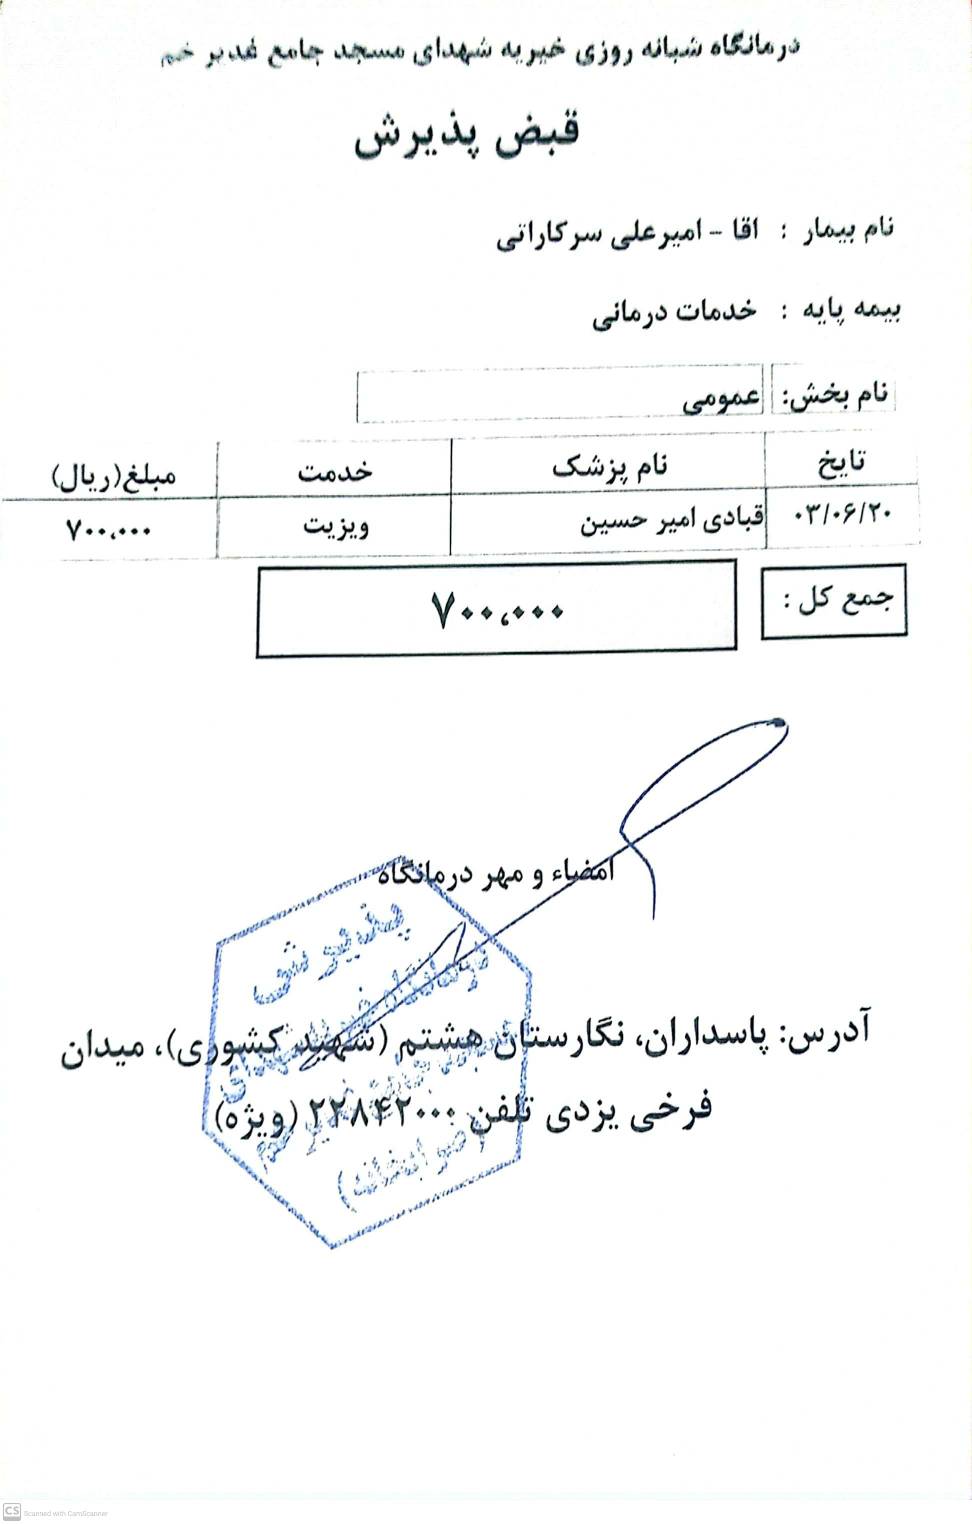 درمانگاه شبانه روزی خیریه شهدای مسجد جامع غدیر خم
قبض پذیرش
نام بیمار : اقا - امیرعلی سرکاراتی
بیمه پایه : خدمات درمانی
نام بخش: عمومی
تایخ نام پزشک خدمت مبلغ(ریال)
۰۳/۰۶/۲۰ قبادی امیر حسین ویزیت ۷۰۰،۰۰۰
جمع کل : ۷۰۰،۰۰۰
امضاء و مهر درمانگاه
پذیرش
درمانگاه
آدرس: پاسداران، نگارستان هشتم (شهید کشوری)، میدان
فرخی یزدی تلفن ۲۲۸۴۲۰۰۰ (ویژه)
CS Scanned with CamScanner